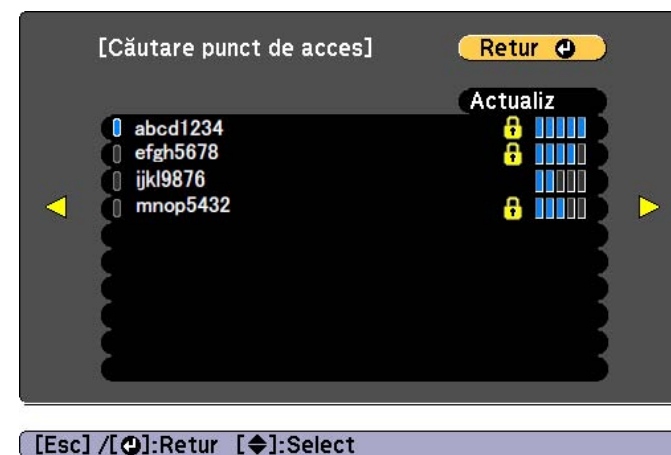 [Căutare punct de acces] Retur
Actualiz
abcd1234
efgh5678
ijkl9876
mnop5432
[Esc] /[⏎]:Retur [◆]:Select